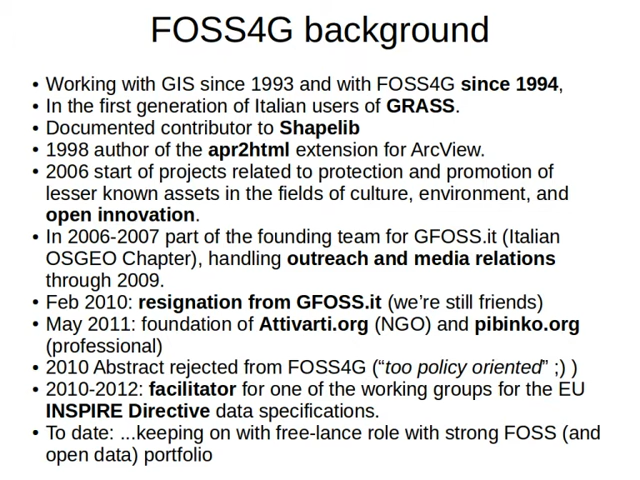 FOSS4G background
• Working with GIS since 1993 and with FOSS4G since 1994,
• In the first generation of Italian users of GRASS.
• Documented contributor to Shapelib
• 1998 author of the apr2html extension for ArcView.
• 2006 start of projects related to protection and promotion of
lesser known assets in the fields of culture, environment, and
open innovation.
• In 2006-2007 part of the founding team for GFOSS.it (Italian
OSGEO Chapter), handling outreach and media relations
through 2009.
• Feb 2010: resignation from GFOSS.it (we’re still friends)
• May 2011: foundation of Attivarti.org (NGO) and pibinko.org
(professional)
• 2010 Abstract rejected from FOSS4G (“too policy oriented” ;) )
• 2010-2012: facilitator for one of the working groups for the EU
INSPIRE Directive data specifications.
• To date: ...keeping on with free-lance role with strong FOSS (and
open data) portfolio